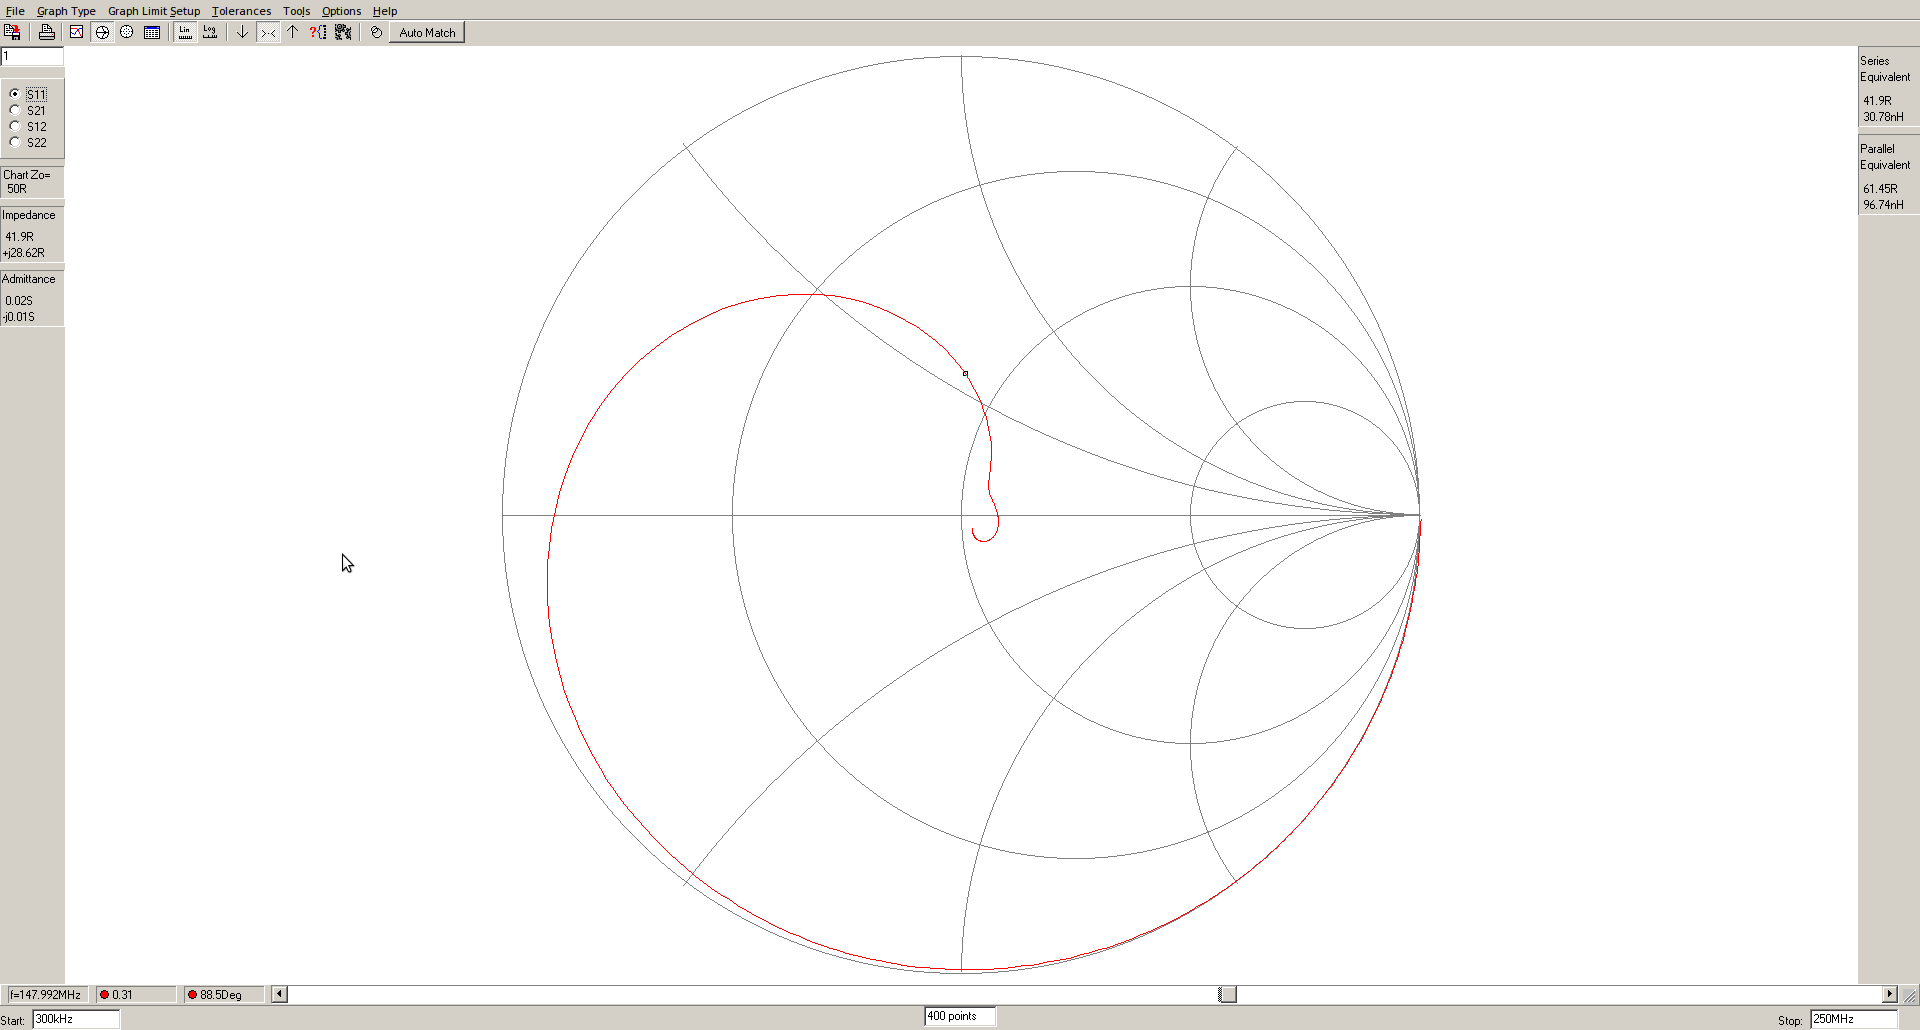 File Graph Type Graph Limit Setup Tolerances Tools Options Help
Lin Log Auto Match
1
S11
S21
S12
S22
Chart Zo=
50R
Impedance
41.9R
+j28.62R
Admittance
0.02S
-j0.01S
Series
Equivalent
41.9R
30.78nH
Parallel
Equivalent
61.45R
96.74nH
f=147.992MHz 0.31 88.5Deg
Start: 300kHz 400 points Stop: 250MHz